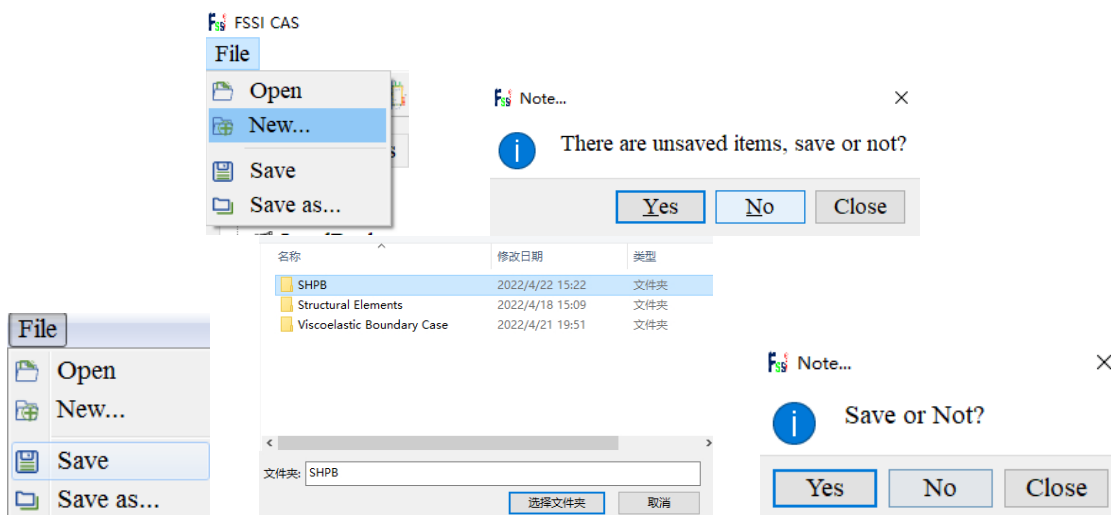 Fssi FSSI CAS
File
Open
New...
Save
Save as...
Fssi Note...
There are unsaved items, save or not?
Yes No Close
名称 修改日期 类型
SHPB 2022/4/22 15:22 文件夹
Structural Elements 2022/4/18 15:09 文件夹
Viscoelastic Boundary Case 2022/4/21 19:51 文件夹
文件夹: SHPB
选择文件夹 取消
File
Open
New...
Save
Save as...
Fssi Note...
Save or Not?
Yes No Close